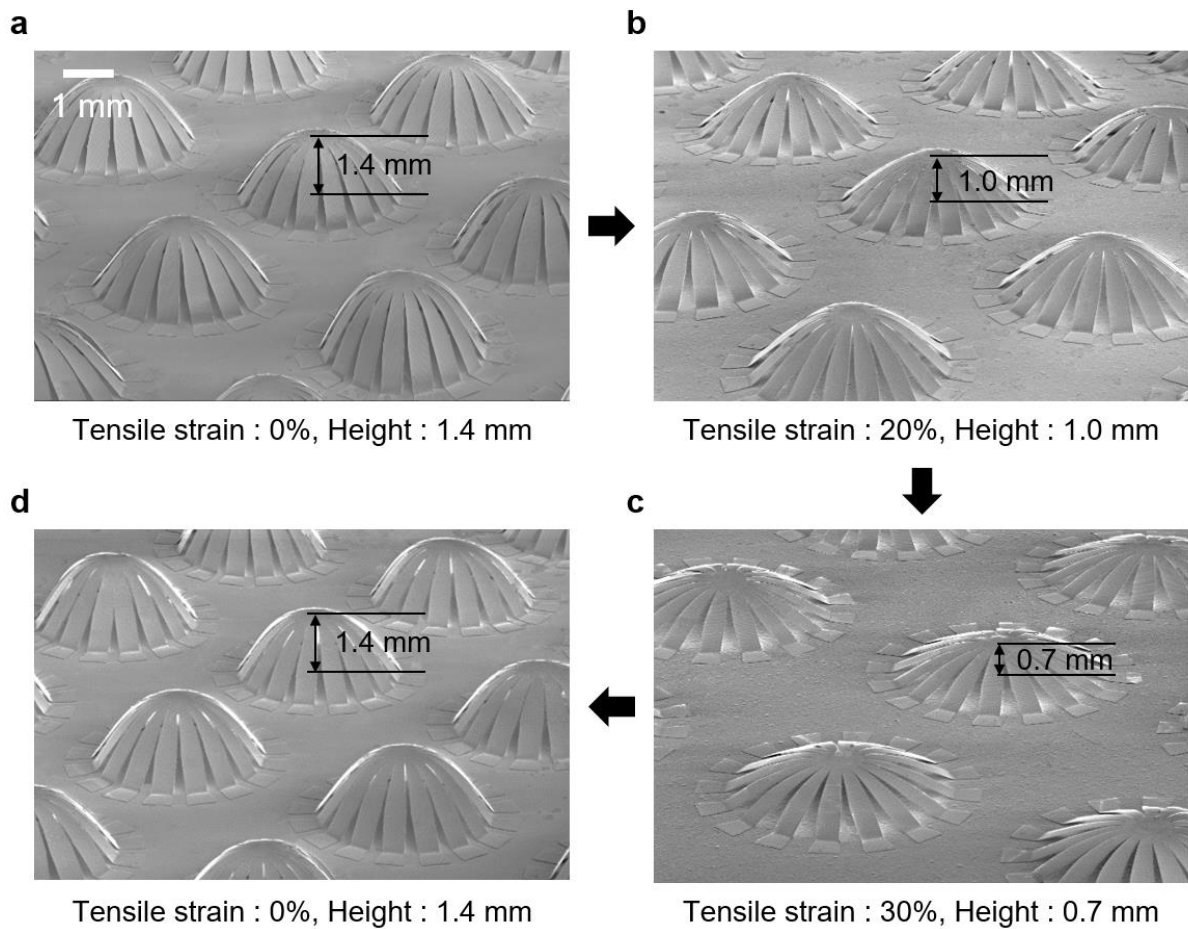 a
1 mm
1.4 mm
Tensile strain : 0%, Height : 1.4 mm
b
1.0 mm
Tensile strain : 20%, Height : 1.0 mm
c
0.7 mm
Tensile strain : 30%, Height : 0.7 mm
d
1.4 mm
Tensile strain : 0%, Height : 1.4 mm